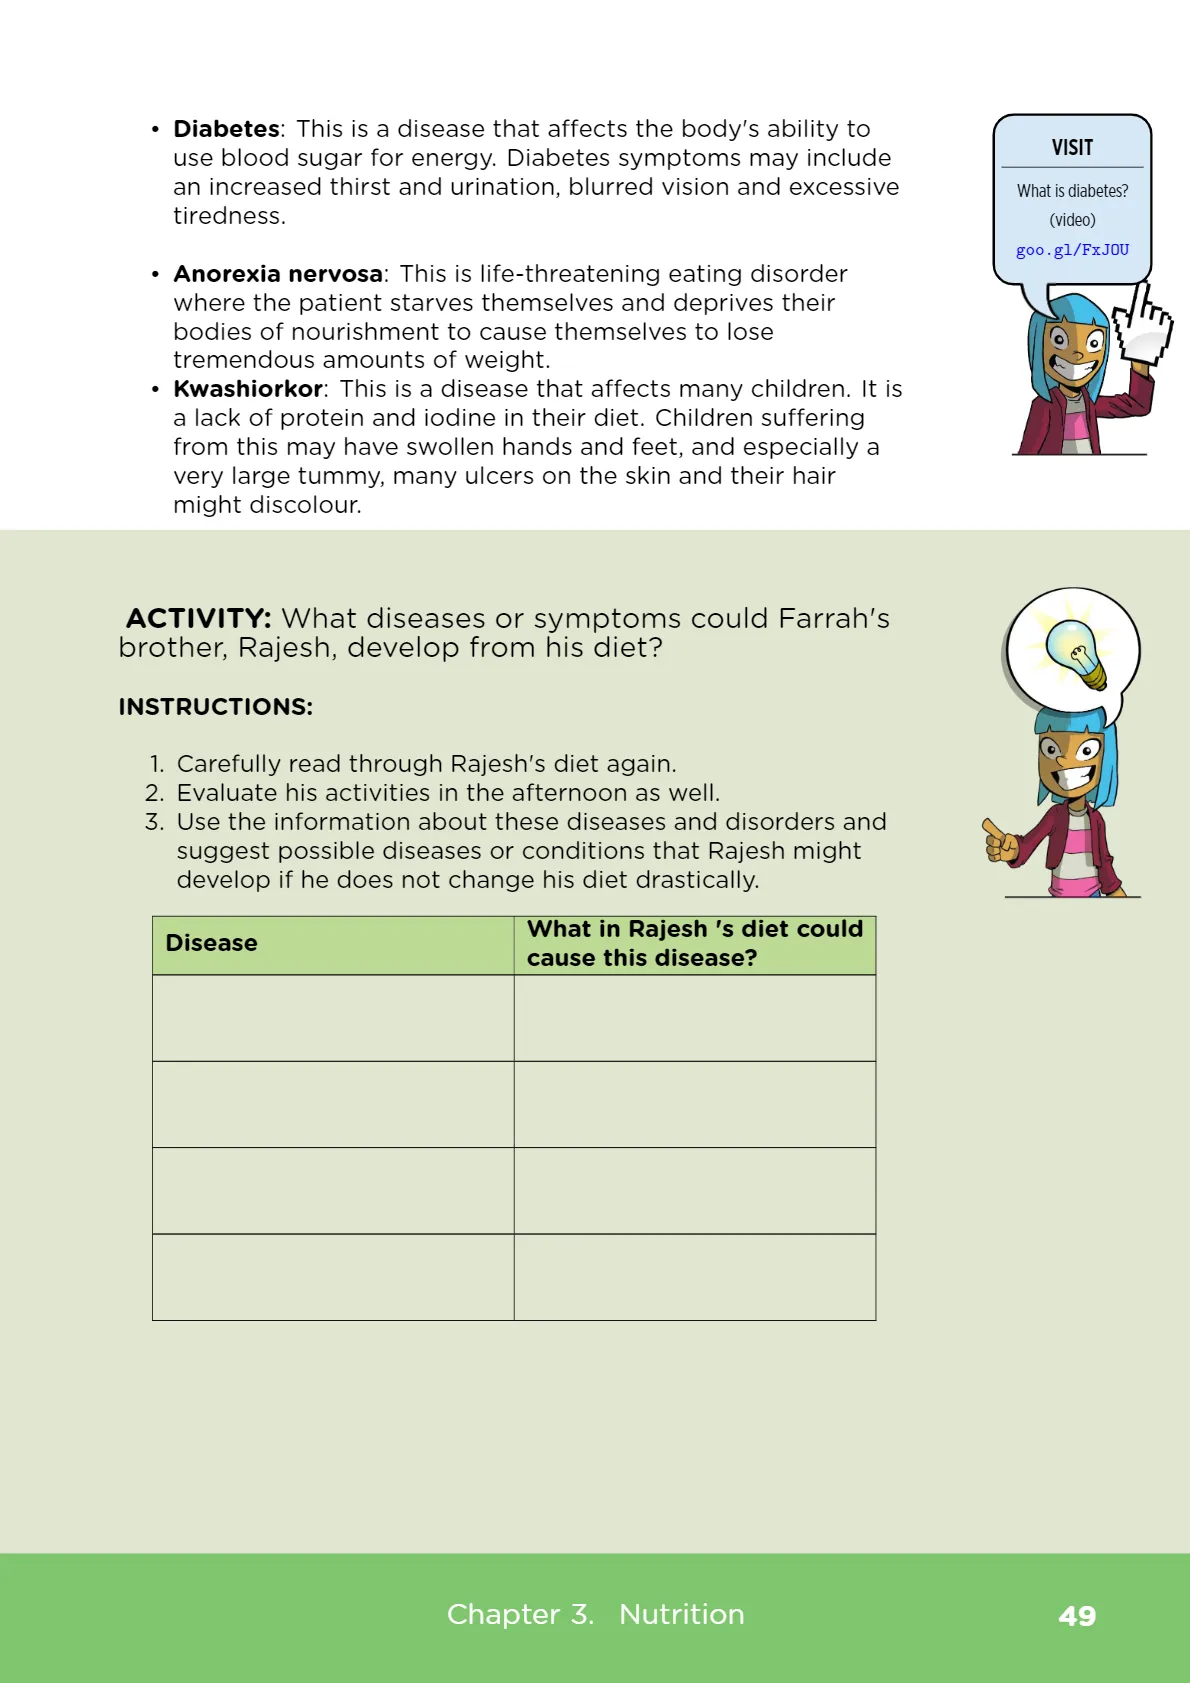 • Diabetes: This is a disease that affects the body's ability to
use blood sugar for energy. Diabetes symptoms may include
an increased thirst and urination, blurred vision and excessive
tiredness.
• Anorexia nervosa: This is life-threatening eating disorder
where the patient starves themselves and deprives their
bodies of nourishment to cause themselves to lose
tremendous amounts of weight.
• Kwashiorkor: This is a disease that affects many children. It is
a lack of protein and iodine in their diet. Children suffering
from this may have swollen hands and feet, and especially a
very large tummy, many ulcers on the skin and their hair
might discolour.
VISIT
What is diabetes?
(video)
goo.gl/FxJOU
ACTIVITY: What diseases or symptoms could Farrah's
brother, Rajesh, develop from his diet?
INSTRUCTIONS:
1. Carefully read through Rajesh's diet again.
2. Evaluate his activities in the afternoon as well.
3. Use the information about these diseases and disorders and
suggest possible diseases or conditions that Rajesh might
develop if he does not change his diet drastically.
Disease
What in Rajesh 's diet could
cause this disease?
Chapter 3. Nutrition
49